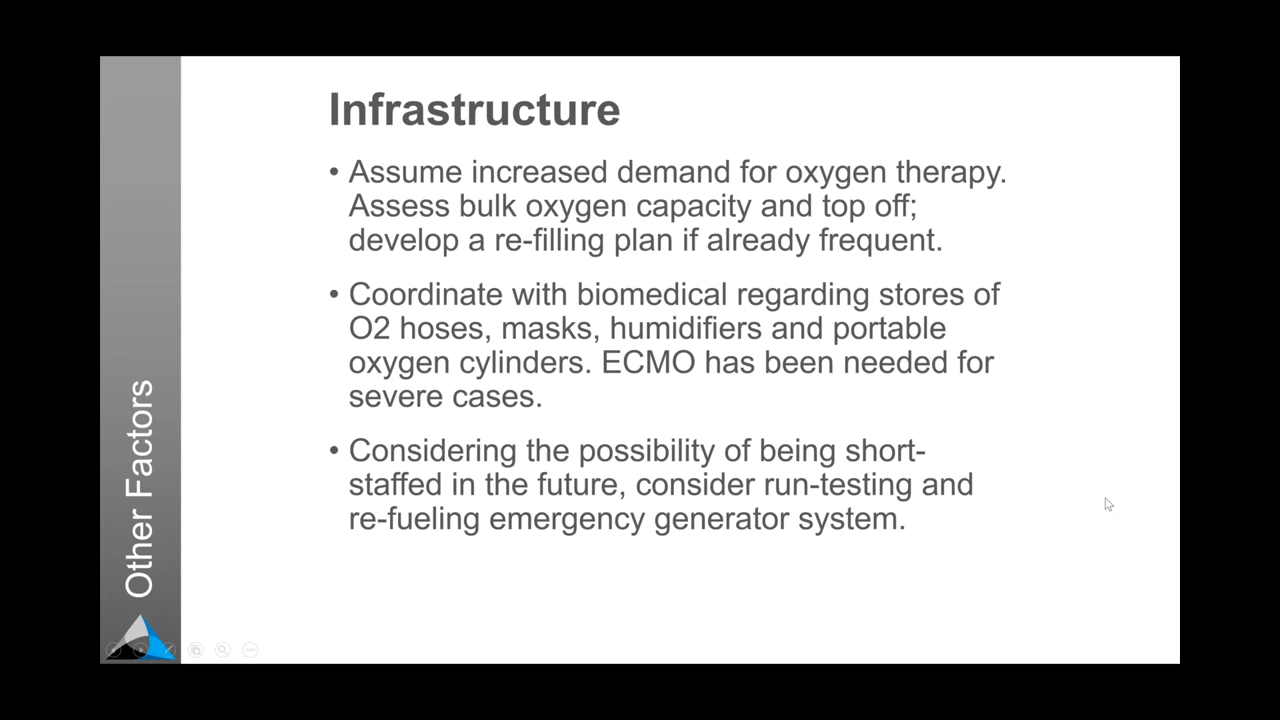 Infrastructure
• Assume increased demand for oxygen therapy.
Assess bulk oxygen capacity and top off;
develop a re-filling plan if already frequent.
• Coordinate with biomedical regarding stores of
O2 hoses, masks, humidifiers and portable
oxygen cylinders. ECMO has been needed for
severe cases.
• Considering the possibility of being short-
staffed in the future, consider run-testing and
re-fueling emergency generator system.
Other Factors